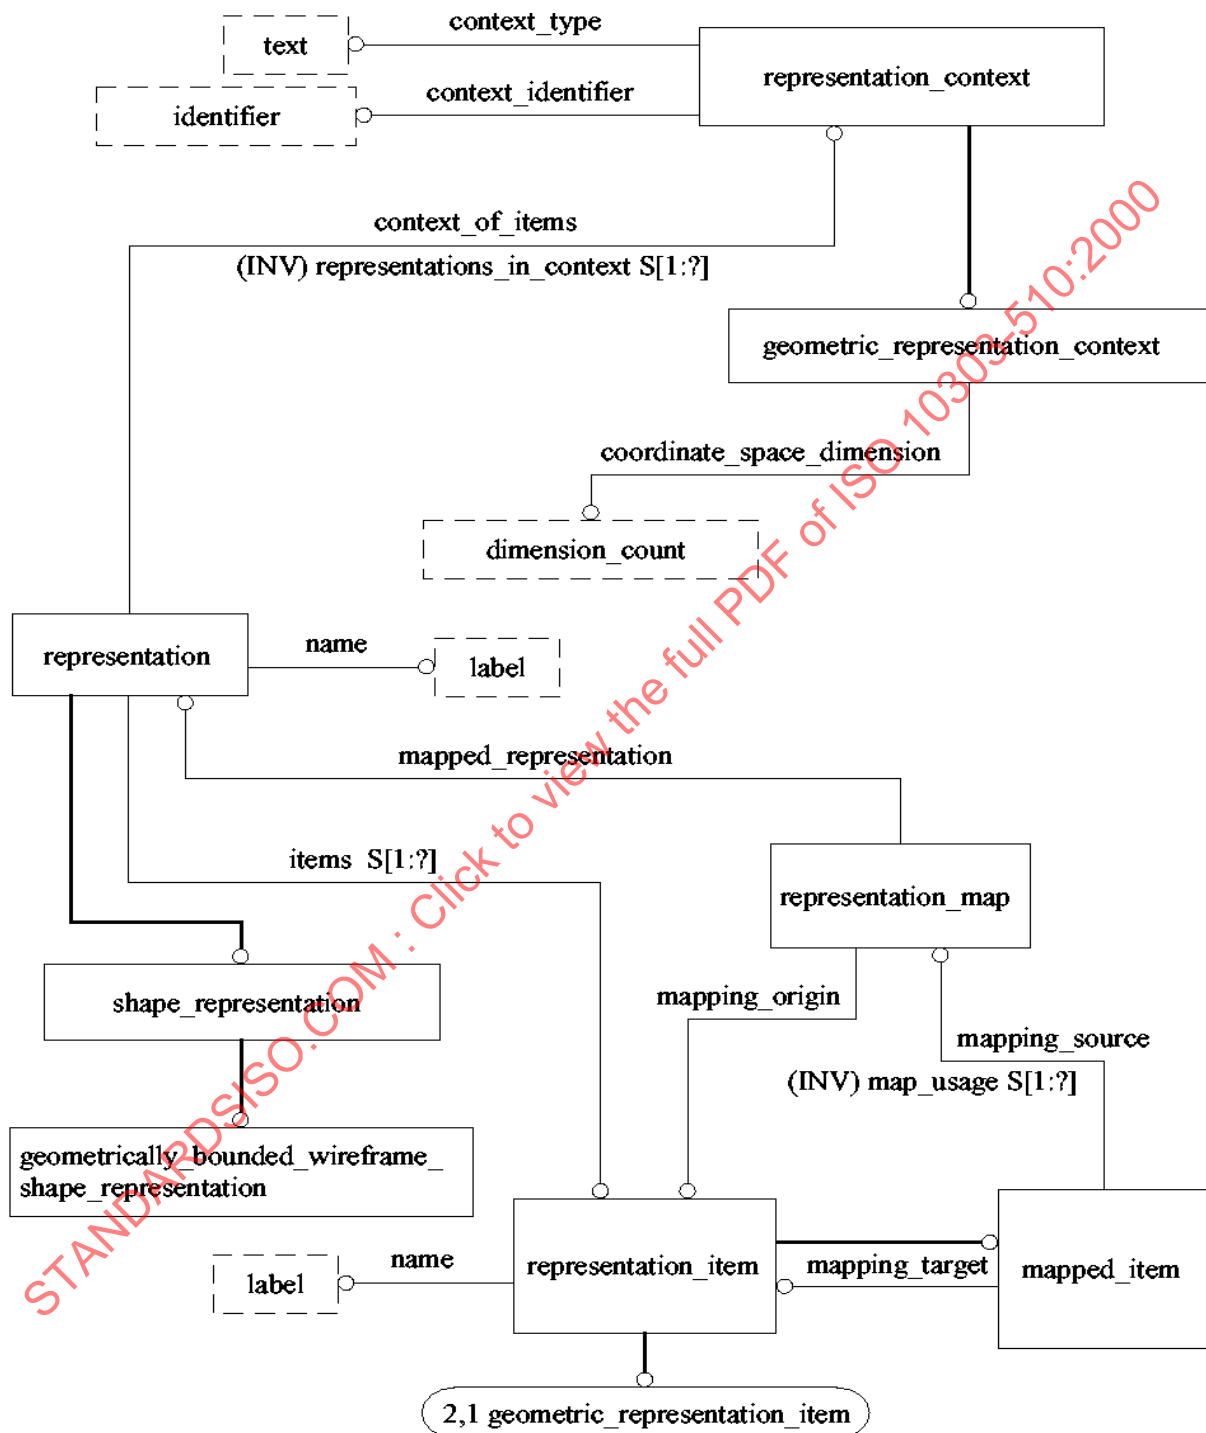 context_type
text
representation_context
context_identifier
identifier
context_of_items
(INV) representations_in_context S[1:?]
geometric_representation_context
coordinate_space_dimension
dimension_count
representation
name
label
mapped_representation
items S[1:?]
representation_map
shape_representation
mapping_origin
mapping_source
(INV) map_usage S[1:?]
geometrically_bounded_wireframe_
shape_representation
representation_item
mapping_target
mapped_item
name
label
2,1 geometric_representation_item
STANDARDSISO.COM : Click to view the full PDF of ISO 10303-510:2000